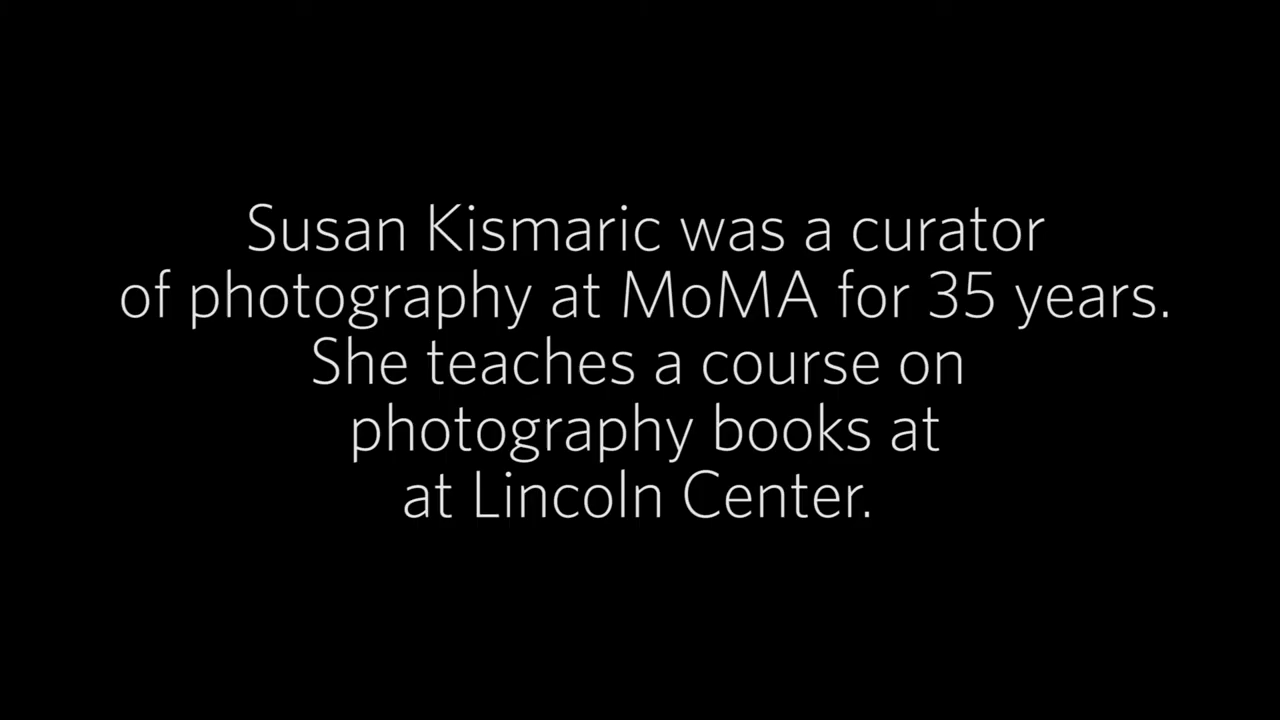 Susan Kismaric was a curator
of photography at MoMA for 35 years.
She teaches a course on
photography books at
at Lincoln Center.